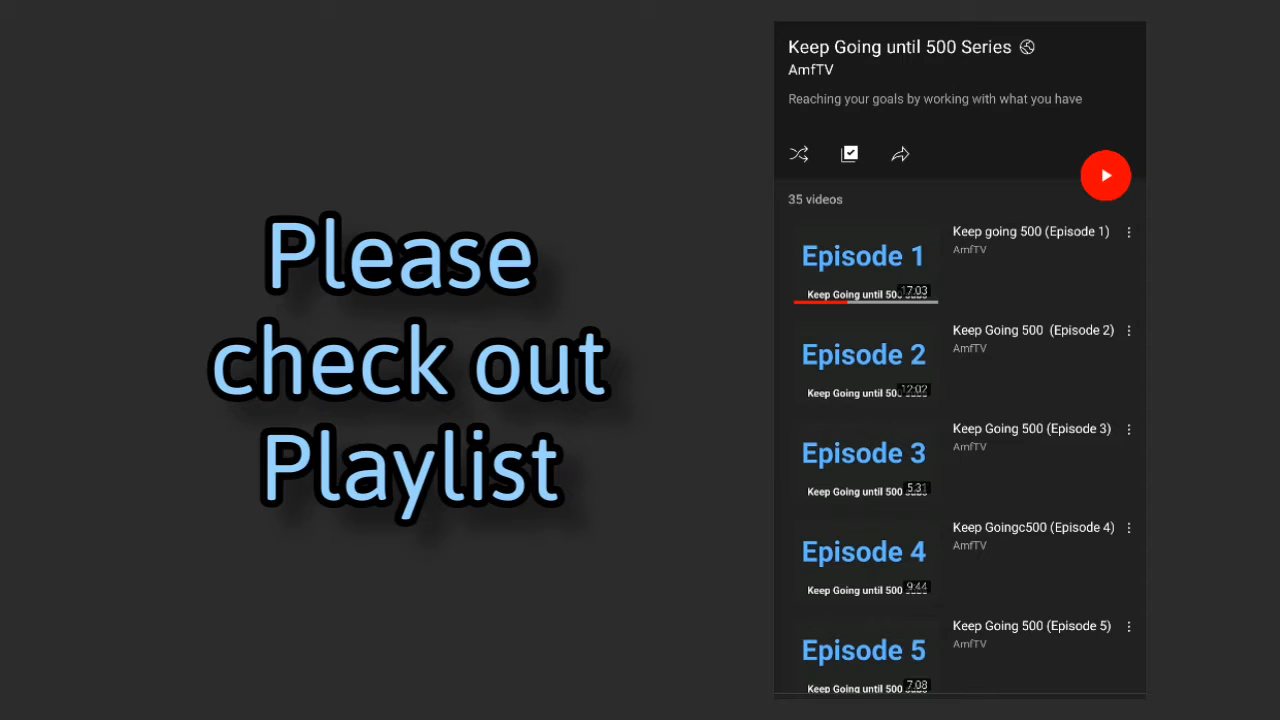 Please
check out
Playlist
Keep Going until 500 Series
AmfTV
Reaching your goals by working with what you have
35 videos
Episode 1
Keep Going until 500
17:03
Keep going 500 (Episode 1)
AmfTV
Episode 2
Keep Going until 500
12:02
Keep Going 500 (Episode 2)
AmfTV
Episode 3
Keep Going until 500
5:31
Keep Going 500 (Episode 3)
AmfTV
Episode 4
Keep Going until 500
9:44
Keep Goingc500 (Episode 4)
AmfTV
Episode 5
Keep Going until 500
7:08
Keep Going 500 (Episode 5)
AmfTV